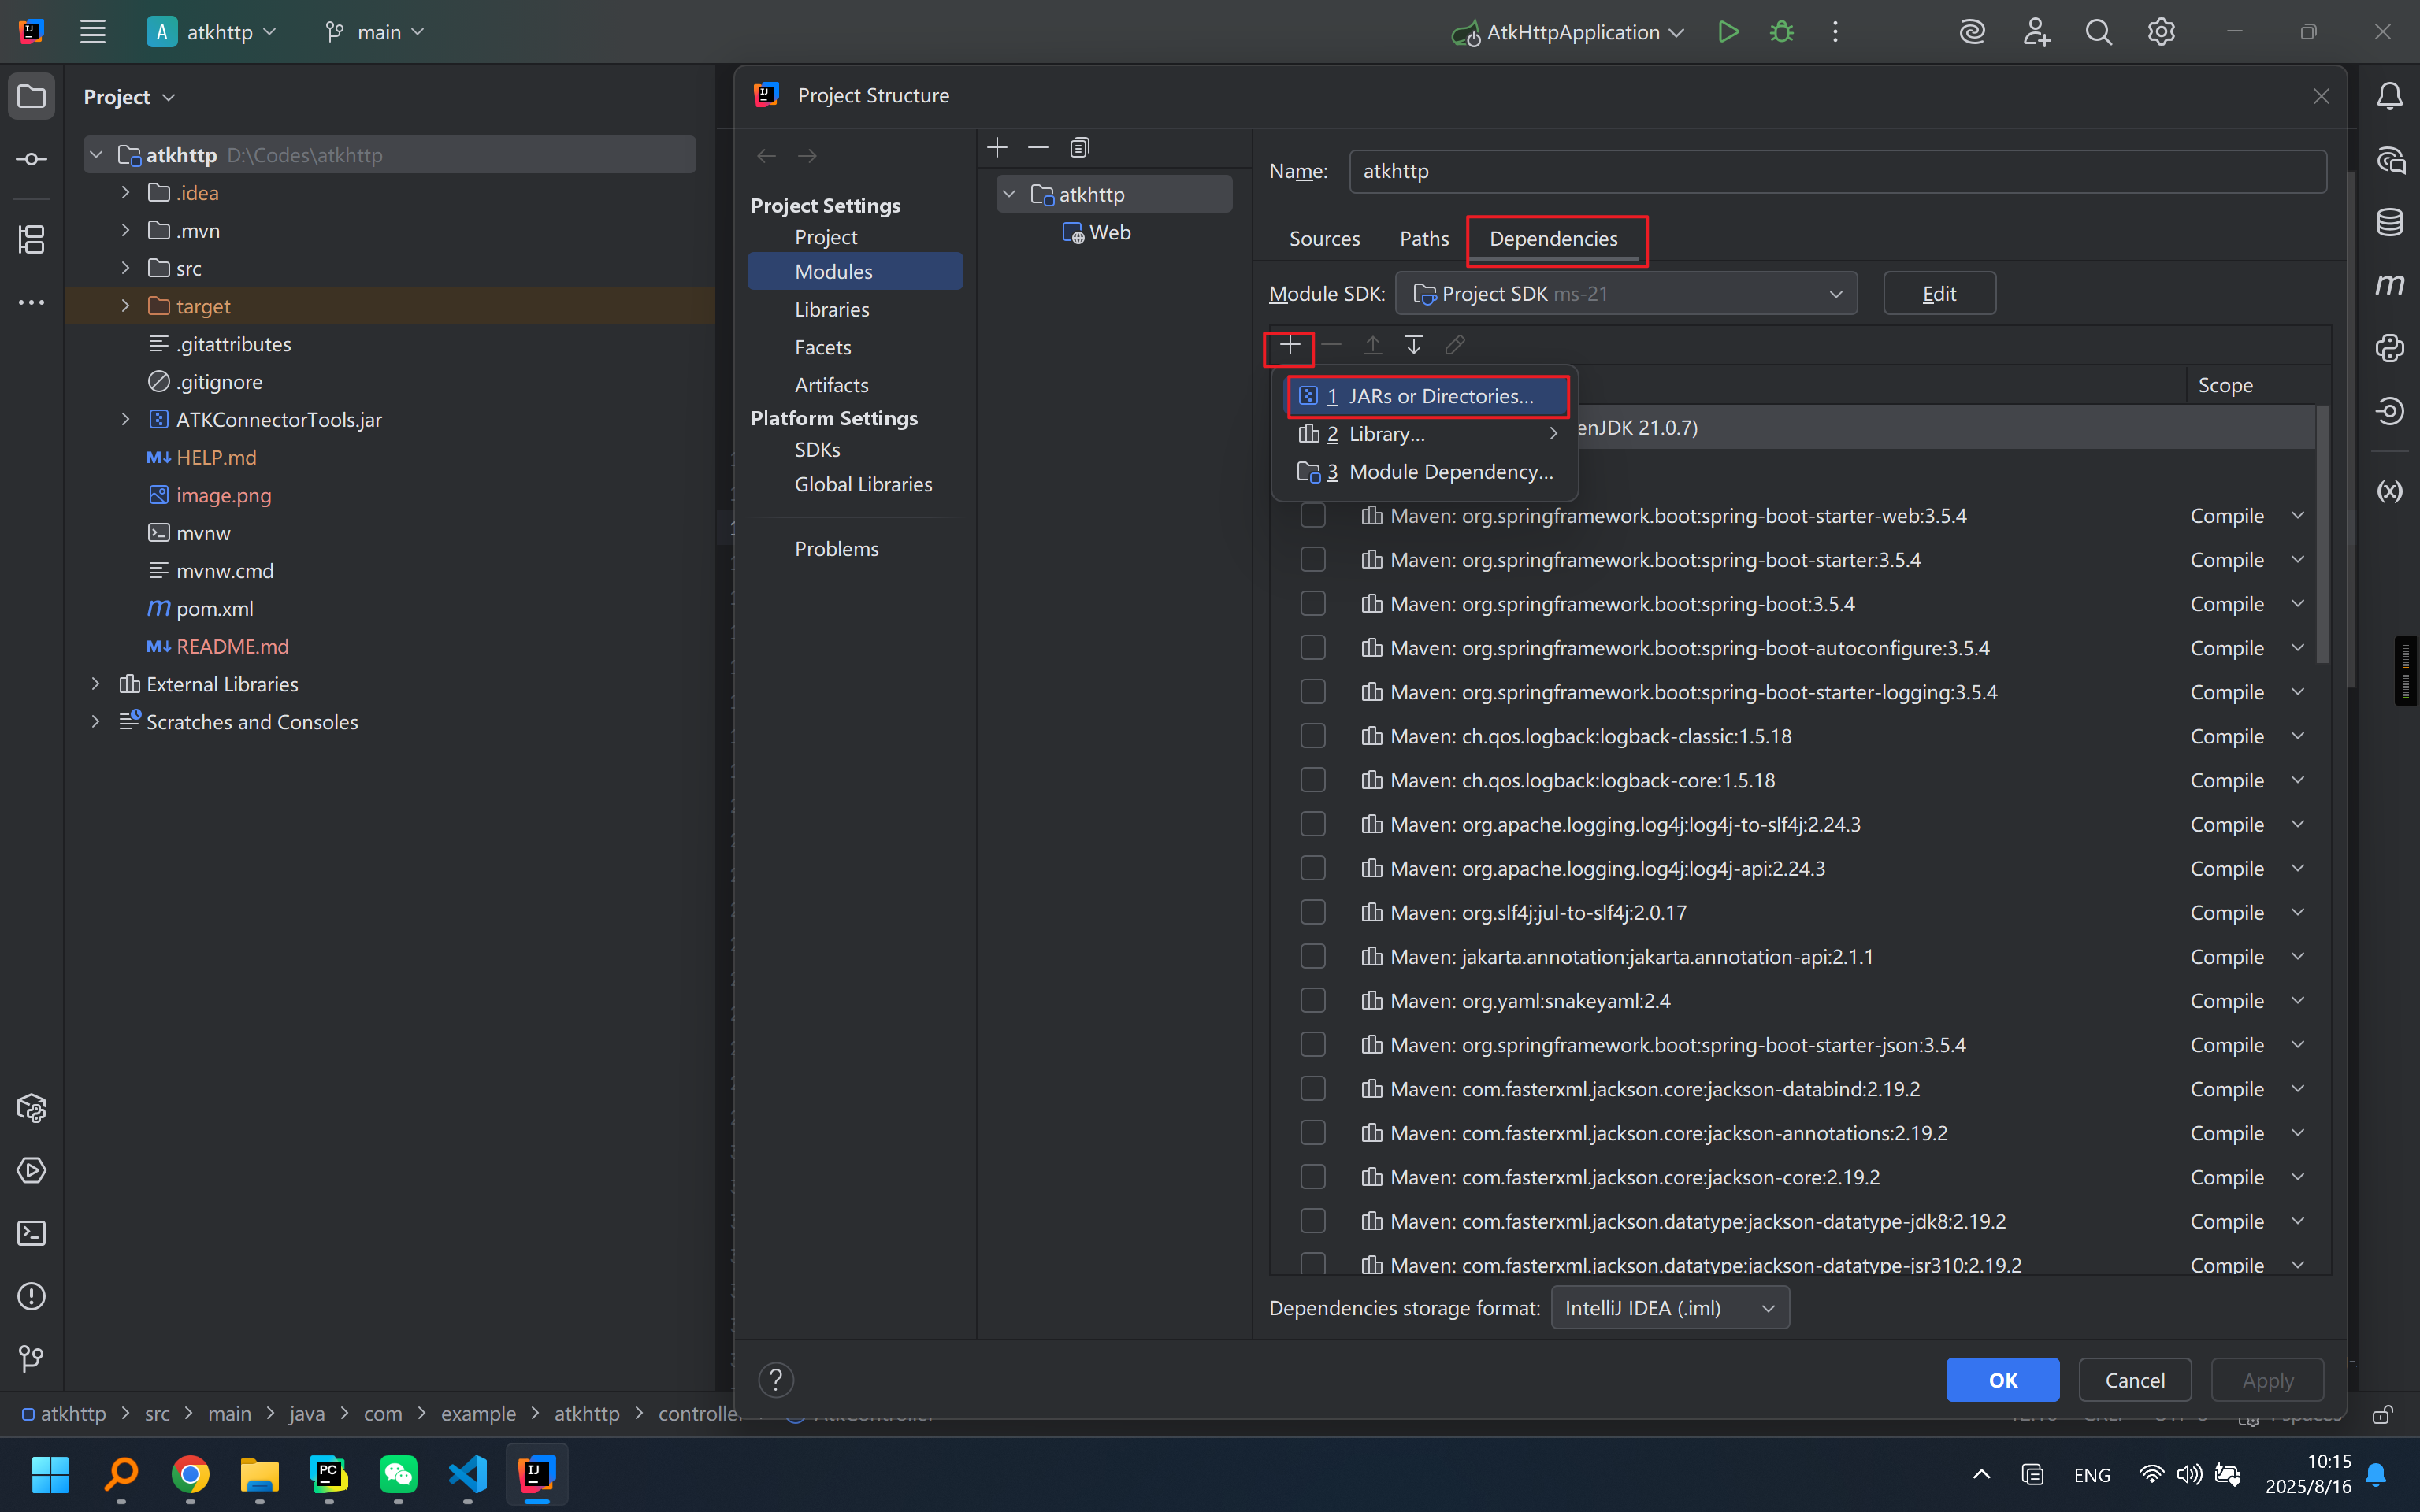 A atkhttp
main
AtkHttpApplication
Project
atkhttp D:\Codes\atkhttp
.idea
.mvn
src
target
.gitattributes
.gitignore
ATKConnectorTools.jar
M↓ HELP.md
image.png
mvnw
mvnw.cmd
m pom.xml
M↓ README.md
External Libraries
Scratches and Consoles
Project Structure
Project Settings
Project
Modules
Libraries
Facets
Artifacts
Platform Settings
SDKs
Global Libraries
Problems
atkhttp
Web
Name: atkhttp
Sources Paths Dependencies
Module SDK: Project SDK ms-21 Edit
Scope
1 JARs or Directories...
2 Library...
3 Module Dependency...
enJDK 21.0.7)
Maven: org.springframework.boot:spring-boot-starter-web:3.5.4 Compile
Maven: org.springframework.boot:spring-boot-starter:3.5.4 Compile
Maven: org.springframework.boot:spring-boot:3.5.4 Compile
Maven: org.springframework.boot:spring-boot-autoconfigure:3.5.4 Compile
Maven: org.springframework.boot:spring-boot-starter-logging:3.5.4 Compile
Maven: ch.qos.logback:logback-classic:1.5.18 Compile
Maven: ch.qos.logback:logback-core:1.5.18 Compile
Maven: org.apache.logging.log4j:log4j-to-slf4j:2.24.3 Compile
Maven: org.apache.logging.log4j:log4j-api:2.24.3 Compile
Maven: org.slf4j:jul-to-slf4j:2.0.17 Compile
Maven: jakarta.annotation:jakarta.annotation-api:2.1.1 Compile
Maven: org.yaml:snakeyaml:2.4 Compile
Maven: org.springframework.boot:spring-boot-starter-json:3.5.4 Compile
Maven: com.fasterxml.jackson.core:jackson-databind:2.19.2 Compile
Maven: com.fasterxml.jackson.core:jackson-annotations:2.19.2 Compile
Maven: com.fasterxml.jackson.core:jackson-core:2.19.2 Compile
Maven: com.fasterxml.jackson.datatype:jackson-datatype-jdk8:2.19.2 Compile
Maven: com.fasterxml.jackson.datatype:jackson-datatype-jsr310:2.19.2 Compile
Dependencies storage format: IntelliJ IDEA (.iml)
? OK Cancel Apply
atkhttp > src > main > java > com > example > atkhttp > controller
ENG
10:15
2025/8/16